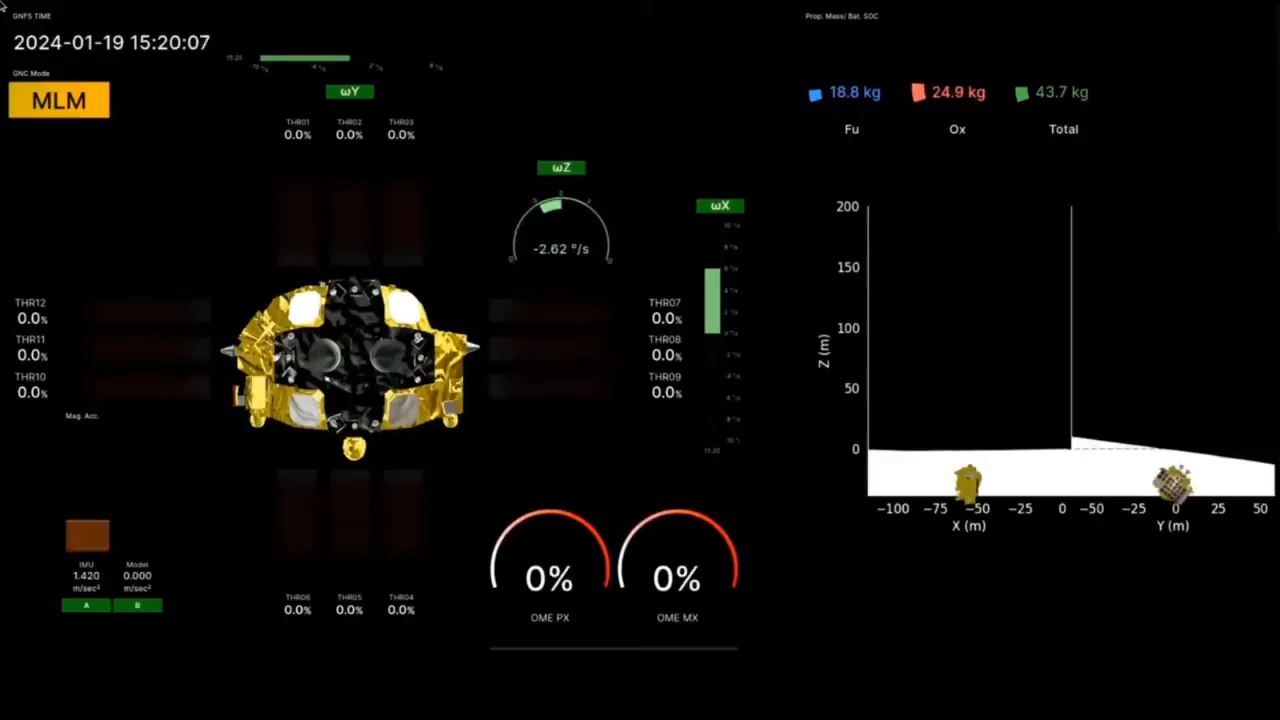 GNFS TIME
2024-01-19 15:20:07
GNC Mode
MLM
15:20
ωY
THR01 THR02 THR03
0.0% 0.0% 0.0%
ωZ
-2.62 °/s
ωX
15:20
THR12
0.0%
THR11
0.0%
THR10
0.0%
THR07
0.0%
THR08
0.0%
THR09
0.0%
Mag. Acc.
IMU Model
1.420 0.000
m/sec² m/sec²
A B
THR06 THR05 THR04
0.0% 0.0% 0.0%
0% 0%
OME PX OME MX
Prop. Mass/ Bat. SOC
18.8 kg 24.9 kg 43.7 kg
Fu Ox Total
200
150
100
50
0
Z (m)
−100 −75 −50 −25 0 −50 −25 0 25 50
X (m) Y (m)